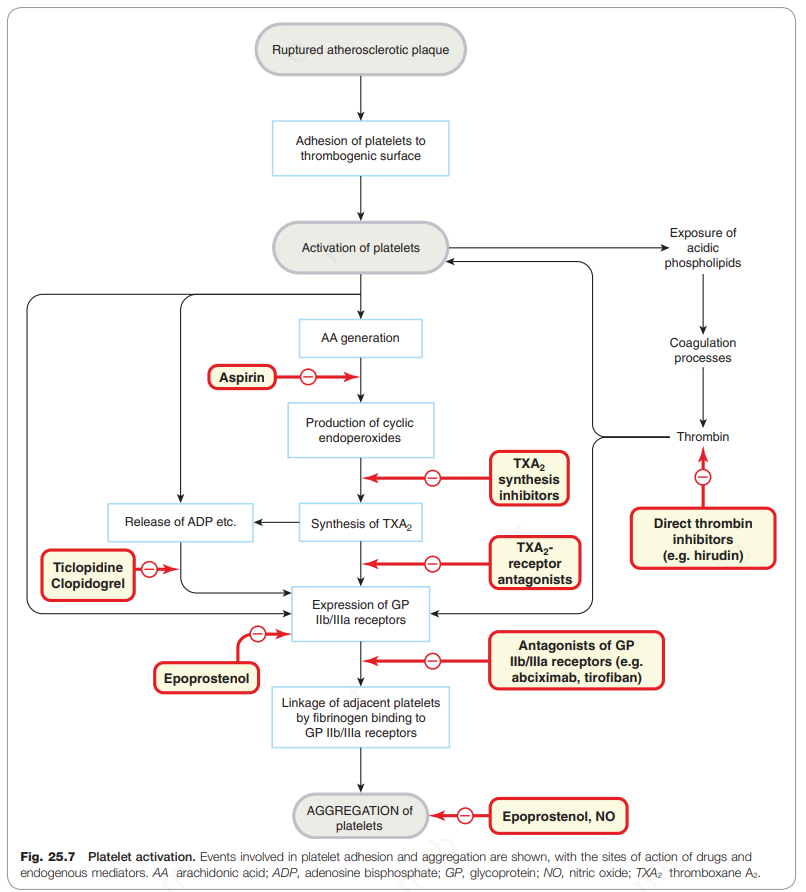 Ruptured atherosclerotic plaque
Adhesion of platelets to
thrombogenic surface
Activation of platelets
Exposure of
acidic
phospholipids
AA generation
Coagulation
processes
Aspirin
Production of cyclic
endoperoxides
Thrombin
TXA₂
synthesis
inhibitors
Release of ADP etc.
Synthesis of TXA₂
Direct thrombin
inhibitors
(e.g. hirudin)
Ticlopidine
Clopidogrel
TXA₂-
receptor
antagonists
Expression of GP
IIb/IIIa receptors
Epoprostenol
Antagonists of GP
IIb/IIIa receptors (e.g.
abciximab, tirofiban)
Linkage of adjacent platelets
by fibrinogen binding to
GP IIb/IIIa receptors
AGGREGATION of
platelets
Epoprostenol, NO
Fig. 25.7 Platelet activation. Events involved in platelet adhesion and aggregation are shown, with the sites of action of drugs and
endogenous mediators. AA arachidonic acid; ADP, adenosine bisphosphate; GP, glycoprotein; NO, nitric oxide; TXA₂ thromboxane A₂.